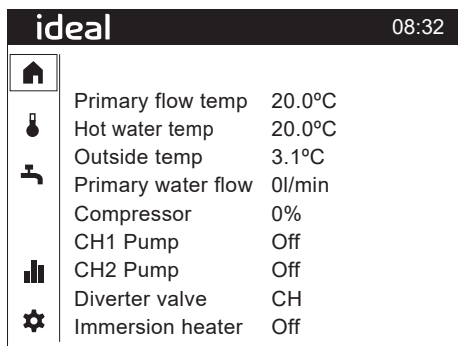 ideal 08:32
Primary flow temp 20.0ºC
Hot water temp 20.0ºC
Outside temp 3.1ºC
Primary water flow 0l/min
Compressor 0%
CH1 Pump Off
CH2 Pump Off
Diverter valve CH
Immersion heater Off